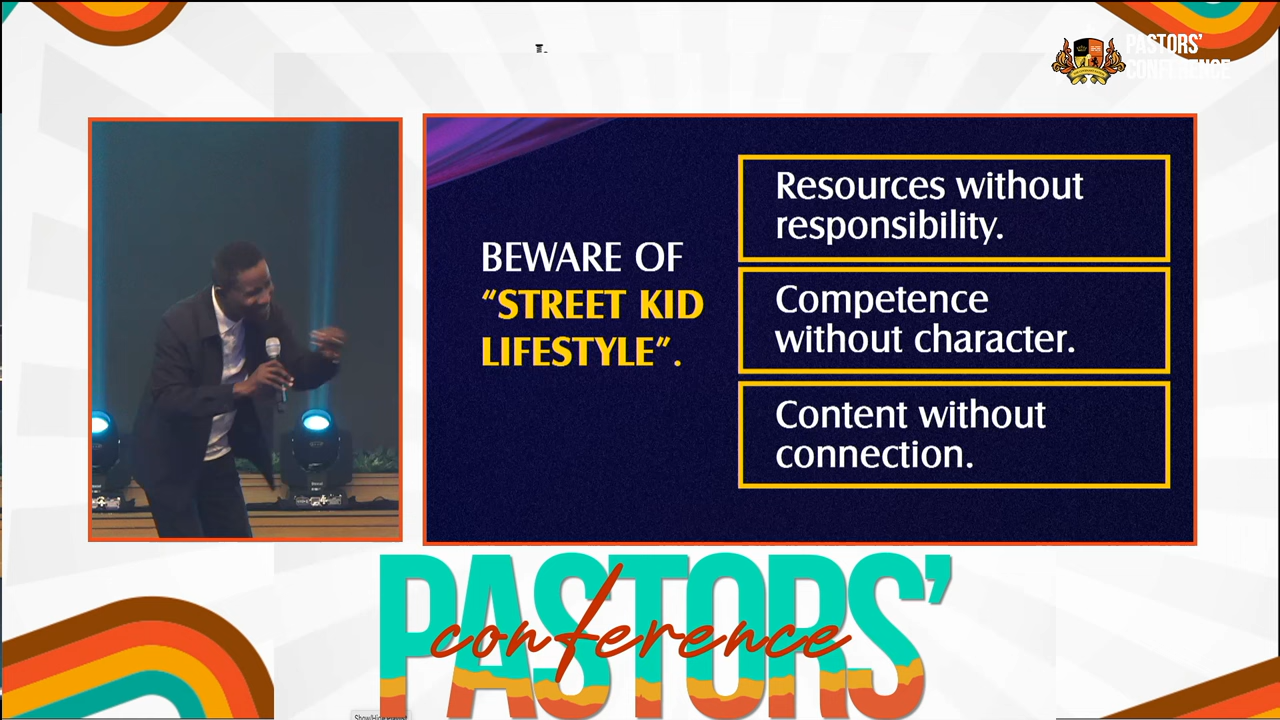 PASTORS'
CONFERENCE
BEWARE OF
“STREET KID
LIFESTYLE”.
Resources without
responsibility.
Competence
without character.
Content without
connection.
PASTORS'
conference